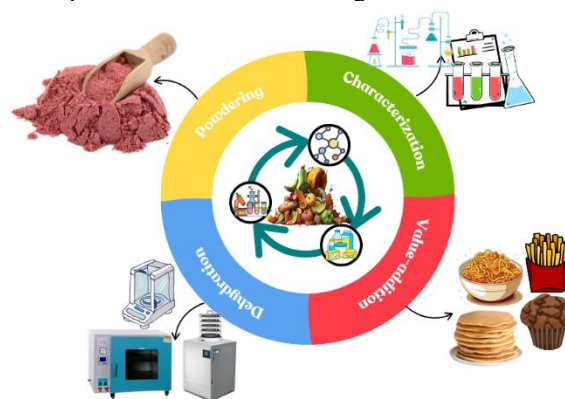 Powdering
Characterization
Dehydration
Value-addition